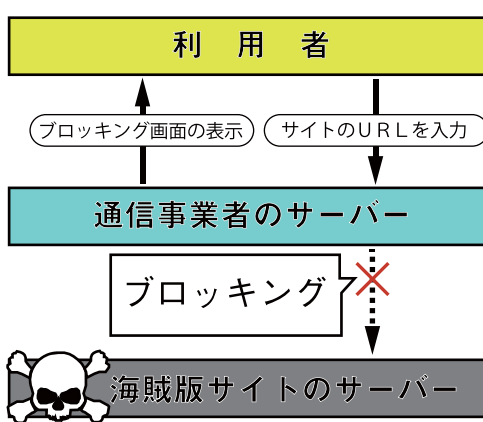 利用者
ブロッキング画面の表示
サイトのURLを入力
通信事業者のサーバー
ブロッキング
海賊版サイトのサーバー